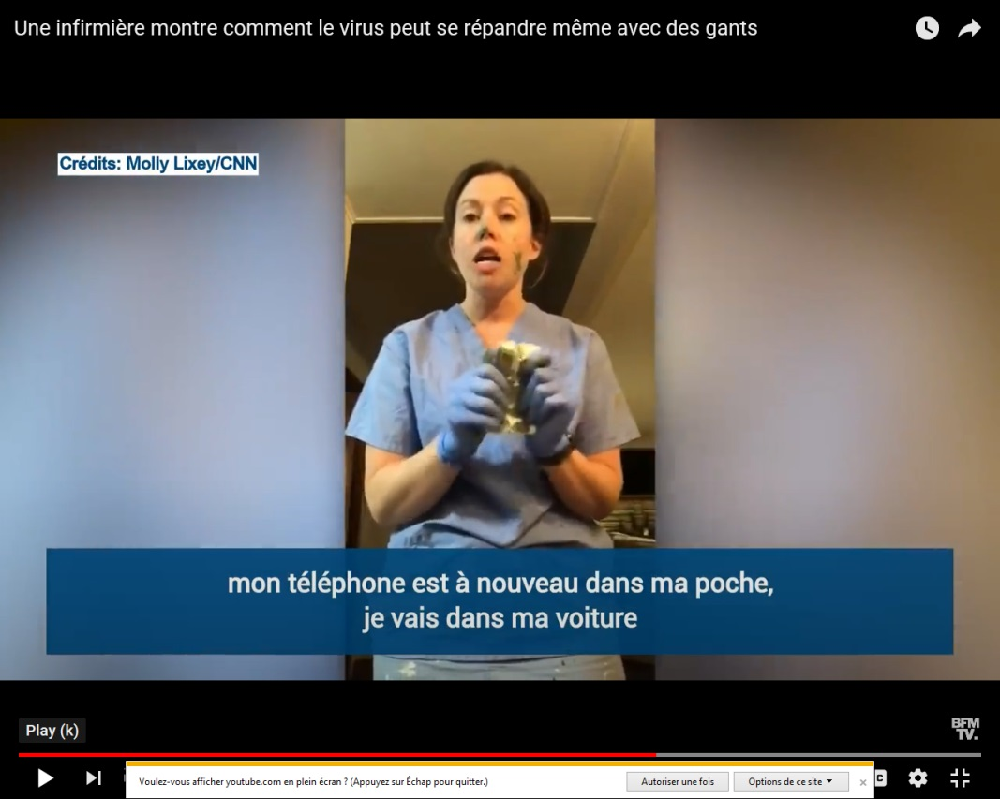 Une infirmière montre comment le virus peut se répandre même avec des gants
Crédits: Molly Lixey/CNN
mon téléphone est à nouveau dans ma poche,
je vais dans ma voiture
Play (k)
BFM
TV.
Voulez-vous afficher youtube.com en plein écran ? (Appuyez sur Échap pour quitter.)
Autoriser une fois
Options de ce site